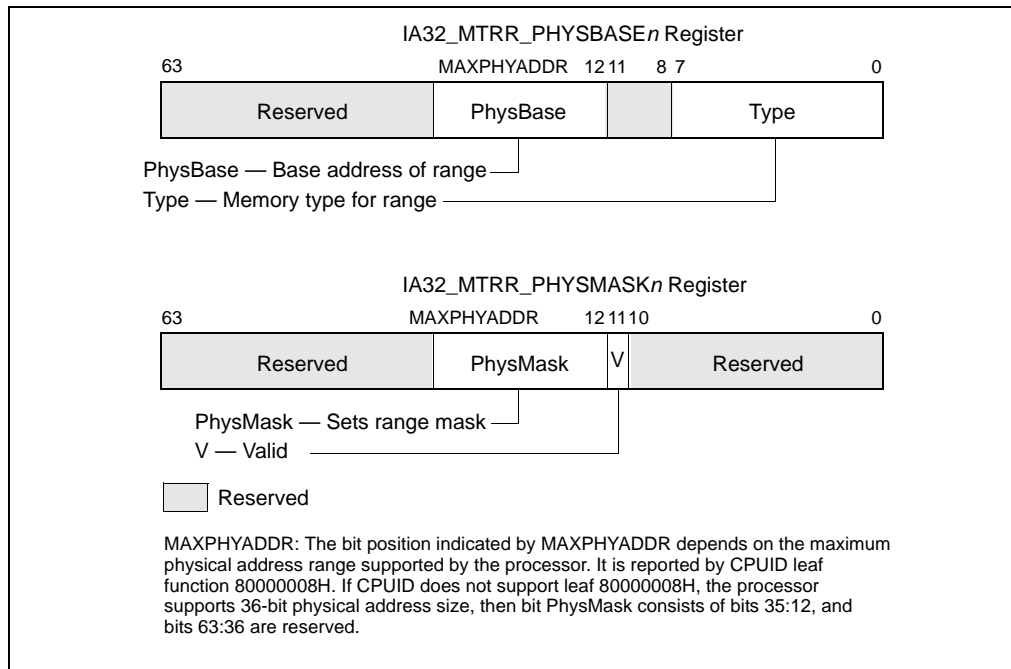 IA32_MTRR_PHYSBASEn Register
63 MAXPHYADDR 12 11 8 7 0
Reserved PhysBase Type
PhysBase — Base address of range
Type — Memory type for range
IA32_MTRR_PHYSMASKn Register
63 MAXPHYADDR 12 11 10 0
Reserved PhysMask V Reserved
PhysMask — Sets range mask
V — Valid
Reserved
MAXPHYADDR: The bit position indicated by MAXPHYADDR depends on the maximum
physical address range supported by the processor. It is reported by CPUID leaf
function 80000008H. If CPUID does not support leaf 80000008H, the processor
supports 36-bit physical address size, then bit PhysMask consists of bits 35:12, and
bits 63:36 are reserved.